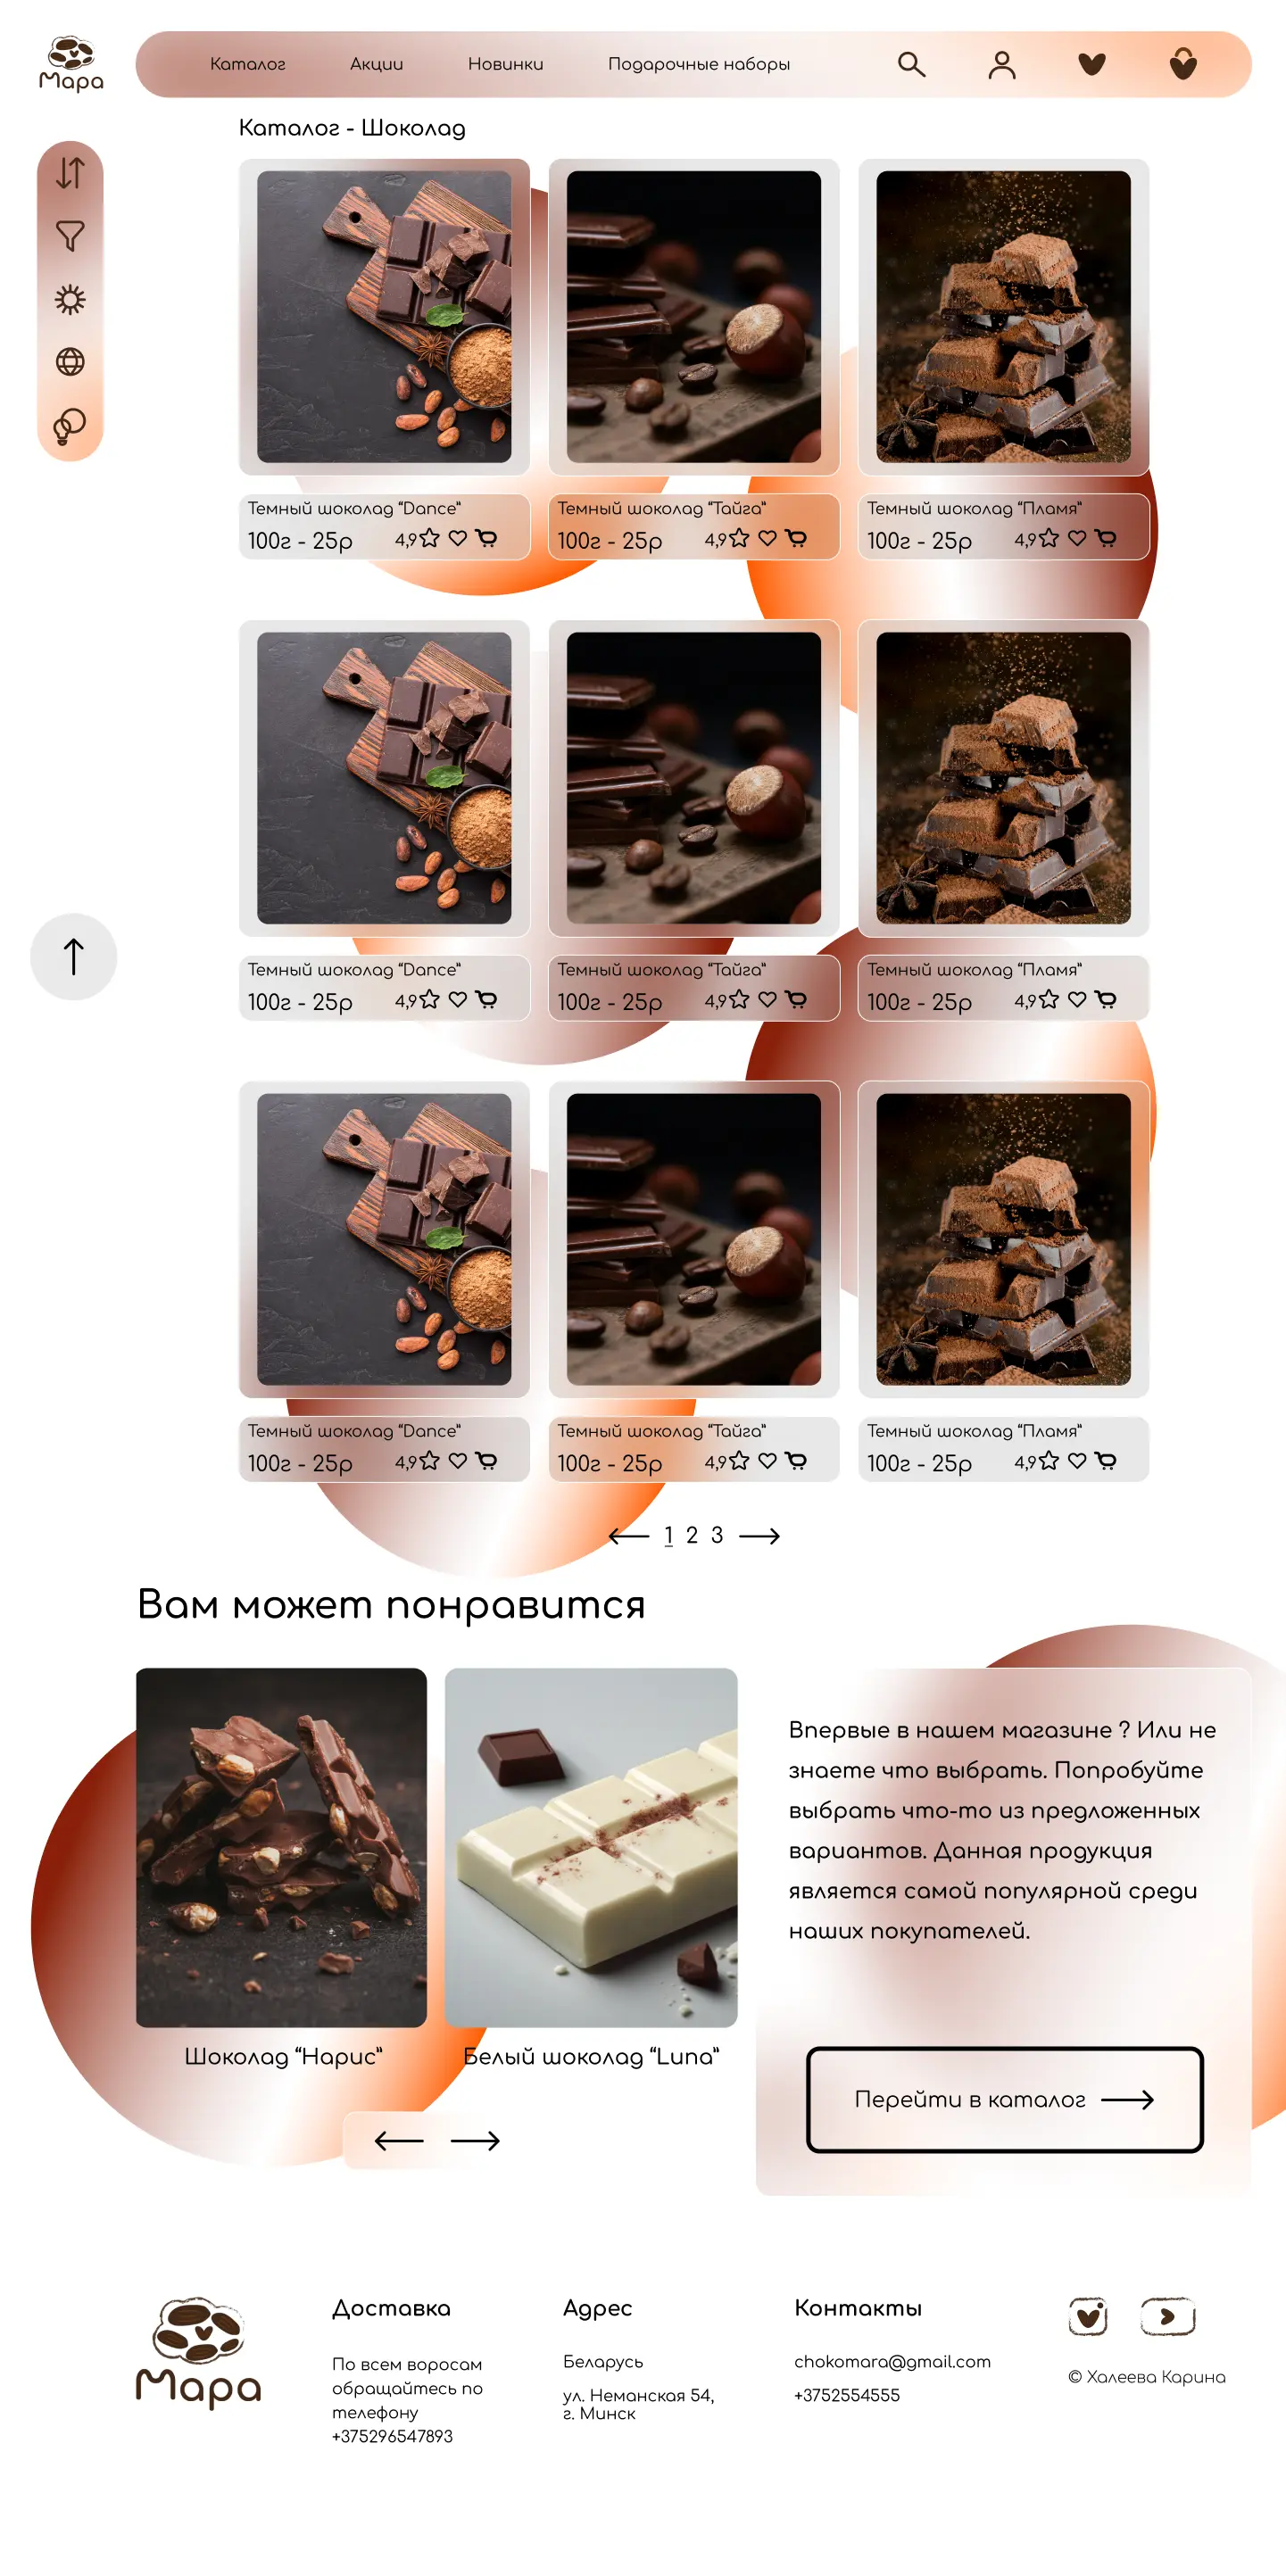 Мара
Каталог
Акции
Новинки
Подарочные наборы
Каталог - Шоколад
Темный шоколад “Dance”
100г - 25р
4,9
Темный шоколад “Тайга”
100г - 25р
4,9
Темный шоколад “Пламя”
100г - 25р
4,9
Темный шоколад “Dance”
100г - 25р
4,9
Темный шоколад “Тайга”
100г - 25р
4,9
Темный шоколад “Пламя”
100г - 25р
4,9
Темный шоколад “Dance”
100г - 25р
4,9
Темный шоколад “Тайга”
100г - 25р
4,9
Темный шоколад “Пламя”
100г - 25р
4,9
1 2 3
Вам может понравится
Шоколад “Нарис”
Белый шоколад “Luna”
Впервые в нашем магазине ? Или не
знаете что выбрать. Попробуйте
выбрать что-то из предложенных
вариантов. Данная продукция
является самой популярной среди
наших покупателей.
Перейти в каталог
Мара
Доставка
По всем воросам
обращайтесь по
телефону
+375296547893
Адрес
Беларусь
ул. Неманская 54,
г. Минск
Контакты
chokomara@gmail.com
+3752554555
© Халеева Карина